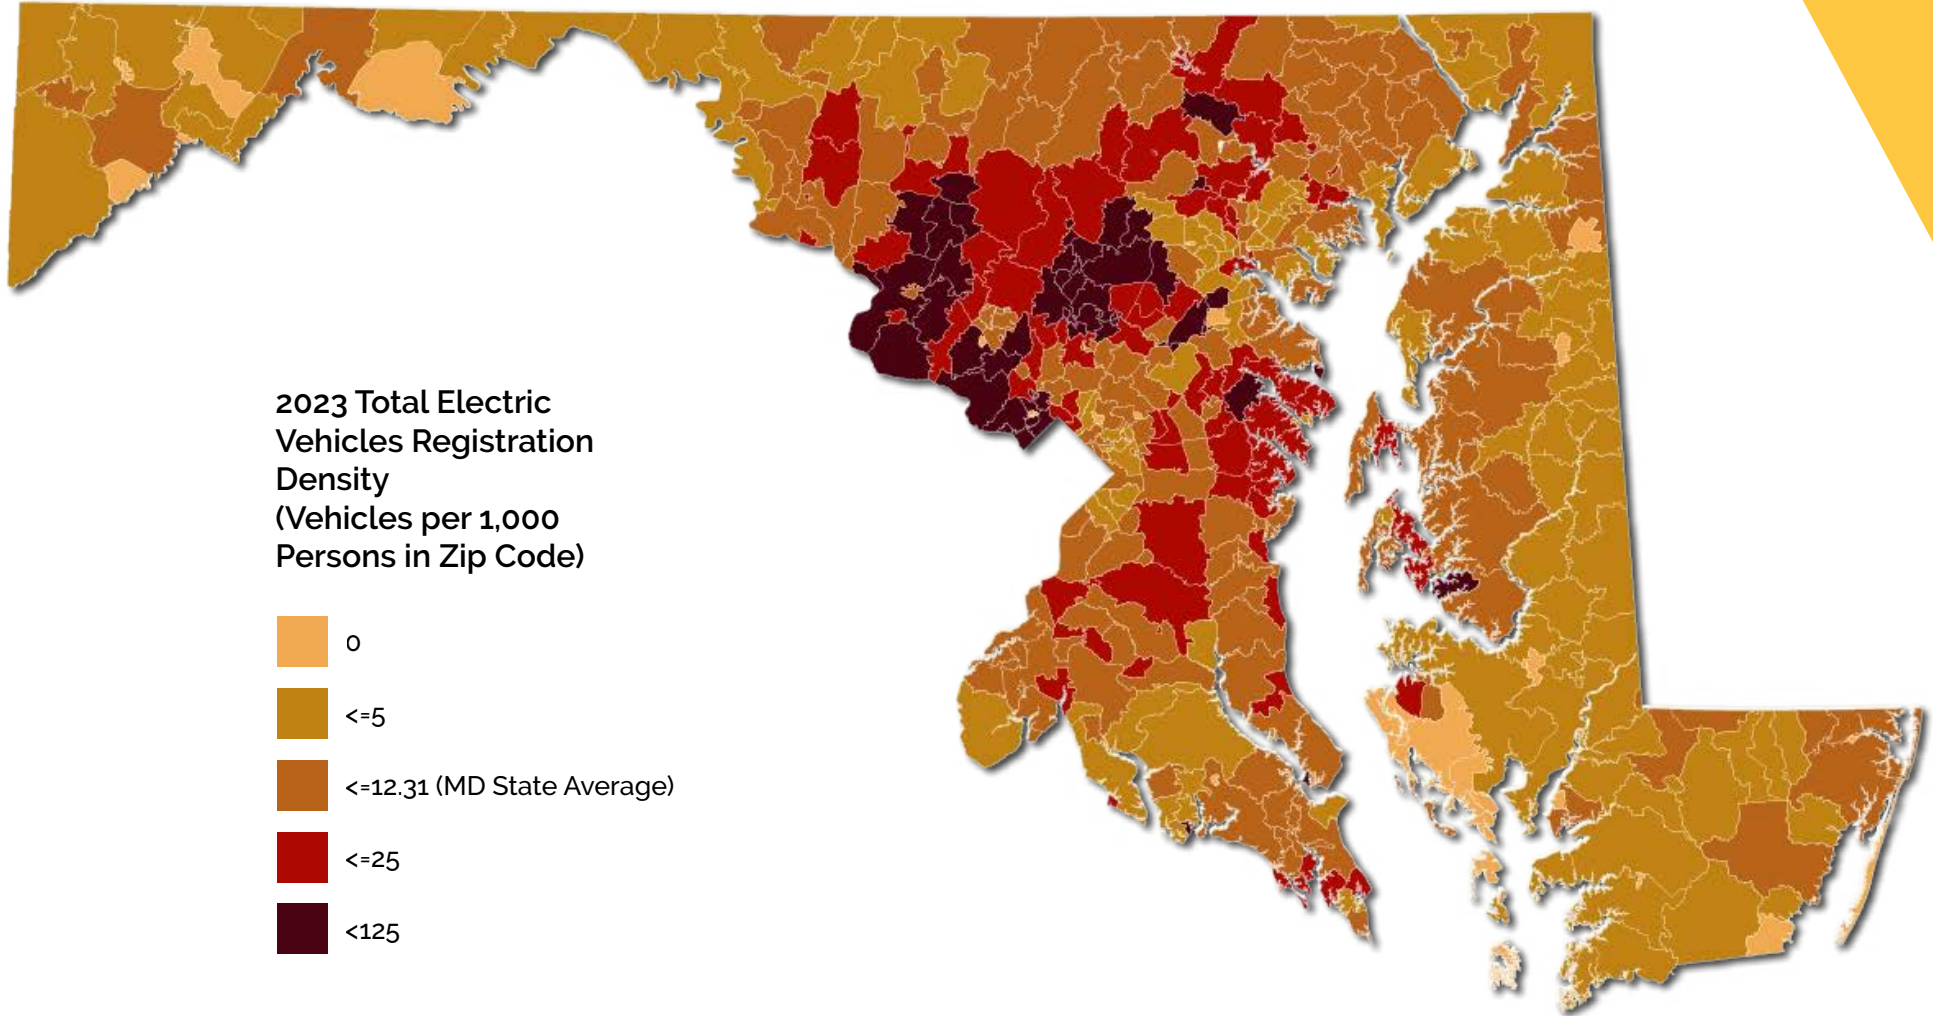 2023 Total Electric
Vehicles Registration
Density
(Vehicles per 1,000
Persons in Zip Code)
0
<=5
<=12.31 (MD State Average)
<=25
<125